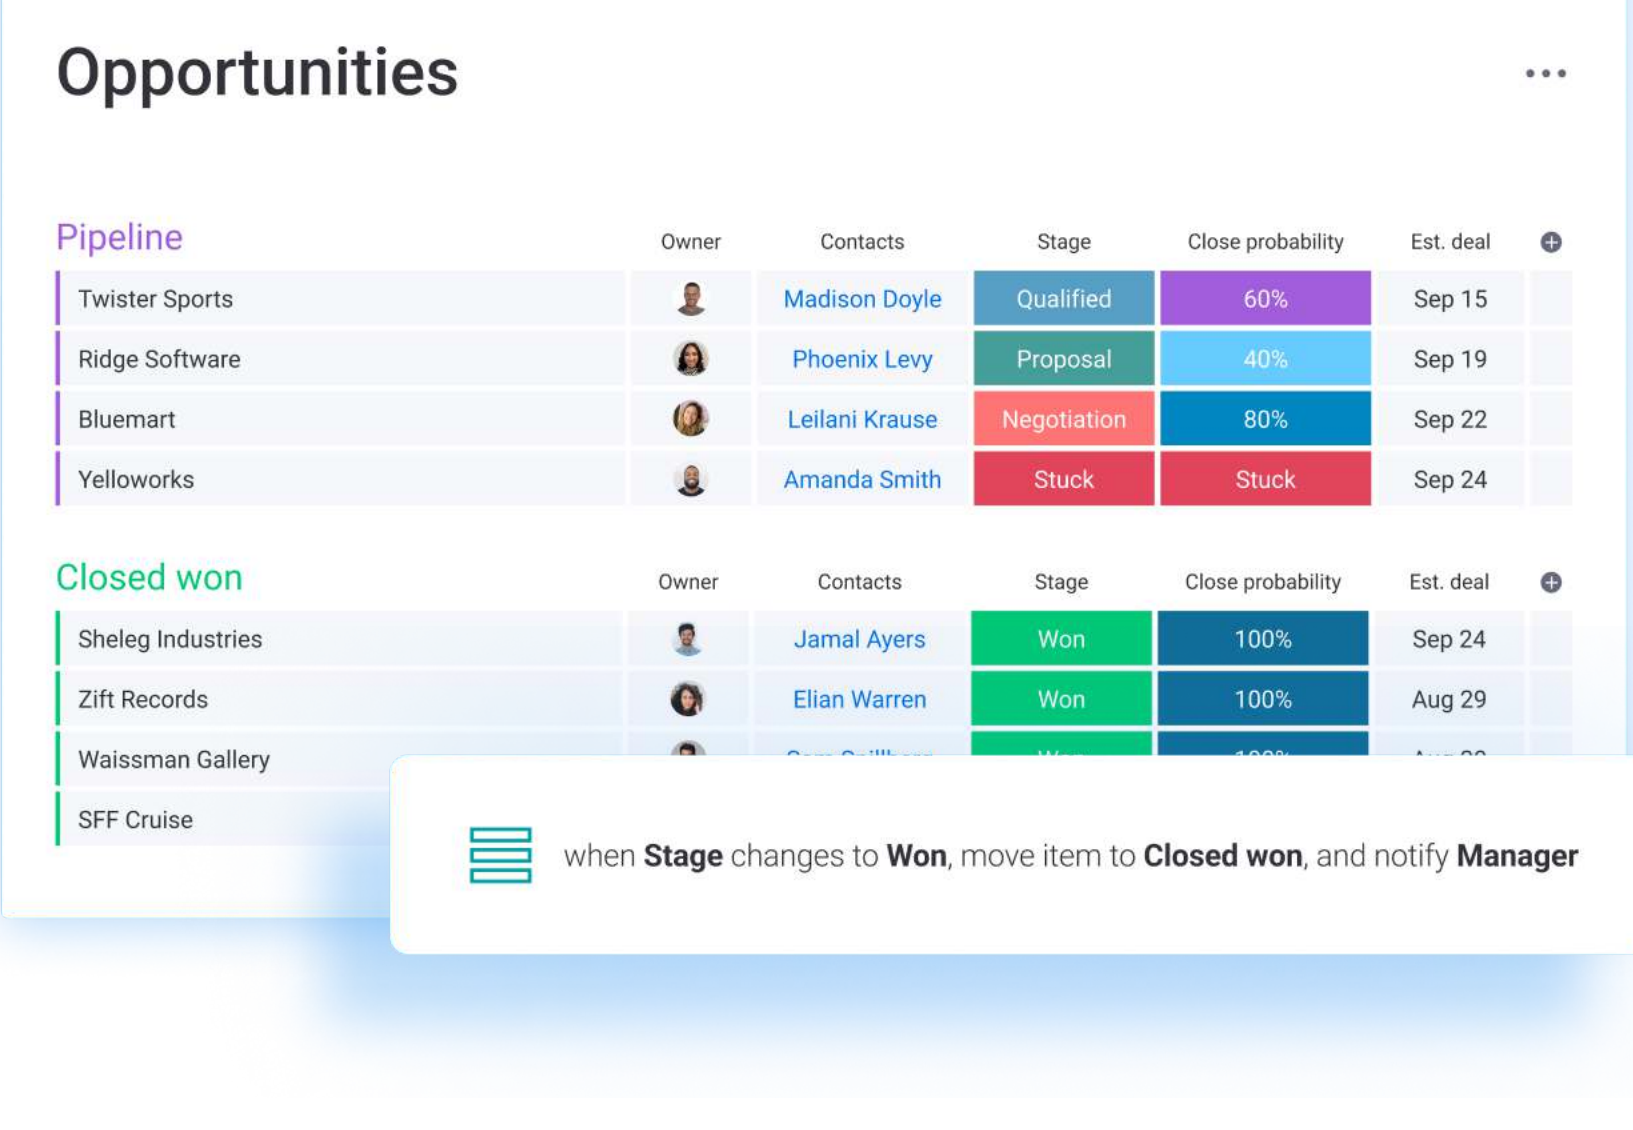 Opportunities
Pipeline Owner Contacts Stage Close probability Est. deal
Twister Sports Madison Doyle Qualified 60% Sep 15
Ridge Software Phoenix Levy Proposal 40% Sep 19
Bluemart Leilani Krause Negotiation 80% Sep 22
Yelloworks Amanda Smith Stuck Stuck Sep 24
Closed won Owner Contacts Stage Close probability Est. deal
Sheleg Industries Jamal Ayers Won 100% Sep 24
Zift Records Elian Warren Won 100% Aug 29
Waissman Gallery
SFF Cruise
when Stage changes to Won, move item to Closed won, and notify Manager